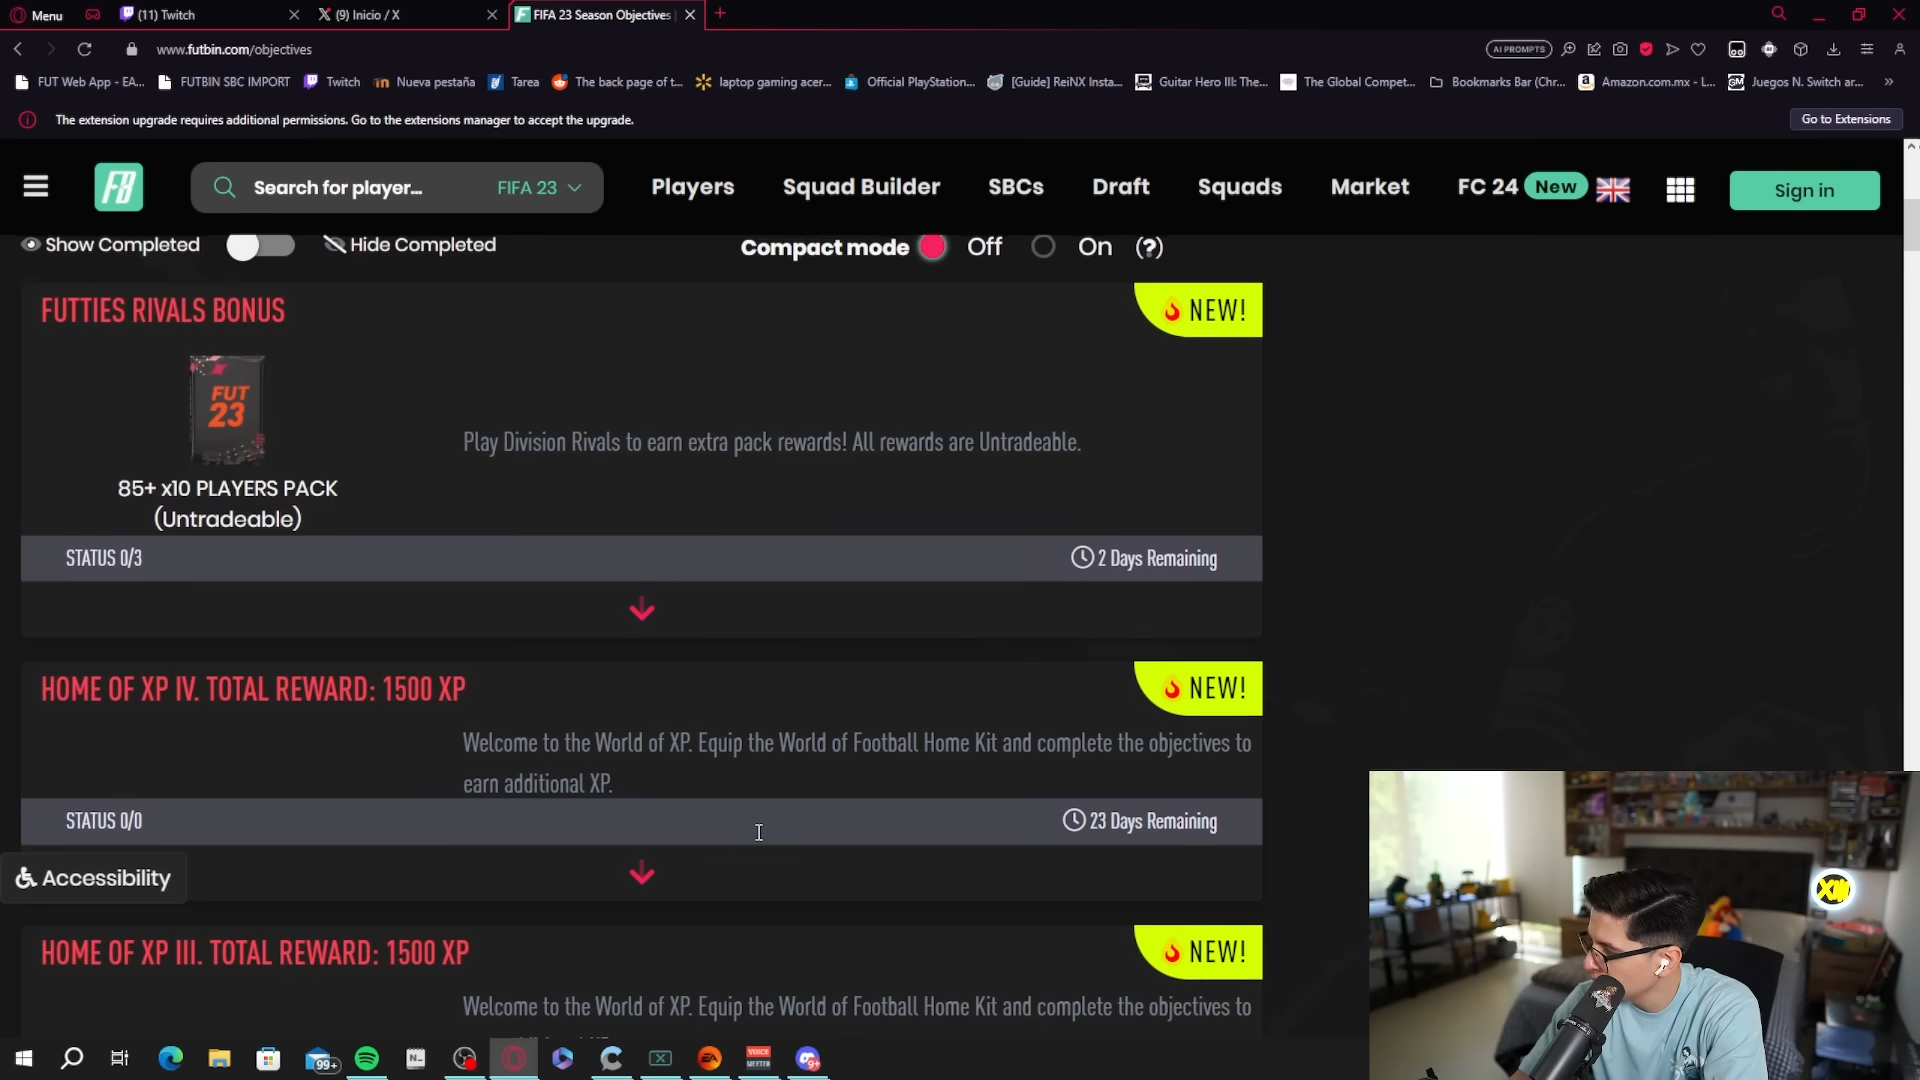 Menu
(11) Twitch
(9) Inicio / X
FIFA 23 Season Objectives
www.futbin.com/objectives
AI PROMPTS
FUT Web App - EA...
FUTBIN SBC IMPORT
Twitch
Nueva pestaña
Tarea
The back page of t...
laptop gaming acer...
Official PlayStation...
[Guide] ReiNX Insta...
Guitar Hero III: The...
The Global Compet...
Bookmarks Bar (Chr...
Amazon.com.mx - L...
Juegos N. Switch ar...
The extension upgrade requires additional permissions. Go to the extensions manager to accept the upgrade.
Go to Extensions
Search for player...
FIFA 23
Players
Squad Builder
SBCs
Draft
Squads
Market
FC 24 New
Sign in
Show Completed
Hide Completed
Compact mode
Off
On
(?)
FUTTIES RIVALS BONUS
NEW!
FUT
23
Play Division Rivals to earn extra pack rewards! All rewards are Untradeable.
85+ x10 PLAYERS PACK
(Untradeable)
STATUS 0/3
2 Days Remaining
HOME OF XP IV. TOTAL REWARD: 1500 XP
NEW!
Welcome to the World of XP. Equip the World of Football Home Kit and complete the objectives to
earn additional XP.
STATUS 0/0
23 Days Remaining
Accessibility
HOME OF XP III. TOTAL REWARD: 1500 XP
NEW!
Welcome to the World of XP. Equip the World of Football Home Kit and complete the objectives to
XIII
99+
N..
EA
VOICE
MEETER